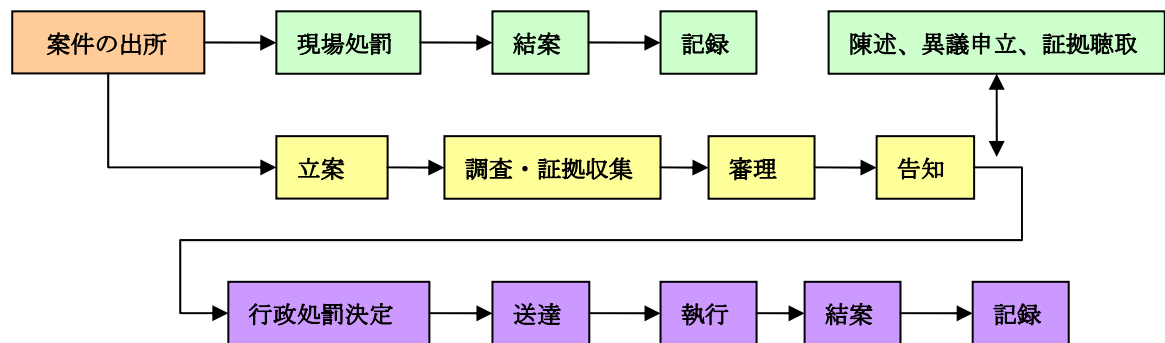 案件の出所
現場処罰
結案
記録
陳述、異議申立、証拠聴取
立案
調査・証拠収集
審理
告知
行政処罰決定
送達
執行
結案
記録